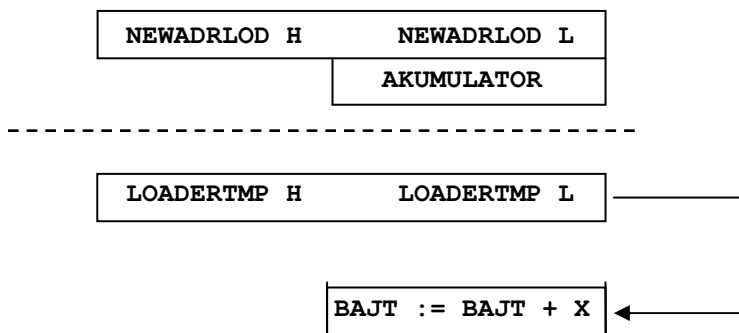 NEWADRLOD H NEWADRLOD L
AKUMULATOR
LOADERTMP H LOADERTMP L
BAJT := BAJT + X